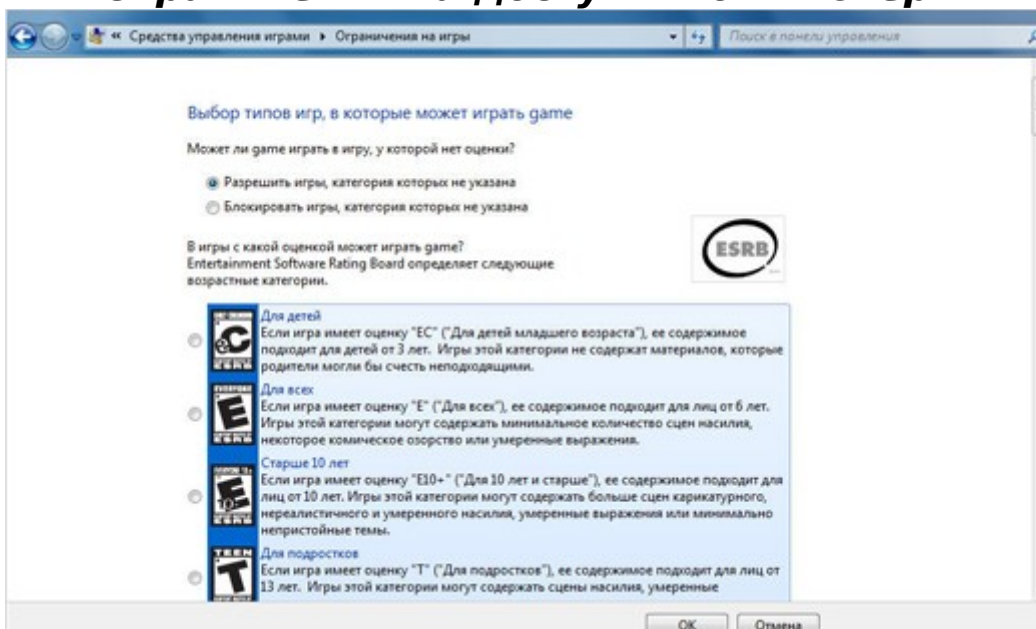 « Средства управления играми ▸ Ограничения на игры
Поиск в панели управления
Выбор типов игр, в которые может играть game
Может ли game играть в игру, у которой нет оценки?
Разрешить игры, категория которых не указана
Блокировать игры, категория которых не указана
В игры с какой оценкой может играть game?
Entertainment Software Rating Board определяет следующие
возрастные категории.
ESRB
Для детей
Если игра имеет оценку "EC" ("Для детей младшего возраста"), ее содержимое
подходит для детей от 3 лет. Игры этой категории не содержат материалов, которые
родители могли бы счесть неподходящими.
Для всех
Если игра имеет оценку "E" ("Для всех"), ее содержимое подходит для лиц от 6 лет.
Игры этой категории могут содержать минимальное количество сцен насилия,
некоторое комическое озорство или умеренные выражения.
E
Старше 10 лет
Если игра имеет оценку "E10+" ("Для 10 лет и старше"), ее содержимое подходит для
лиц от 10 лет. Игры этой категории могут содержать больше сцен карикатурного,
нереалистичного и умеренного насилия, умеренные выражения или минимально
непристойные темы.
TEEN
T
Для подростков
Если игра имеет оценку "T" ("Для подростков"), ее содержимое подходит для лиц от
13 лет. Игры этой категории могут содержать сцены насилия, умеренные
OK
Отмена